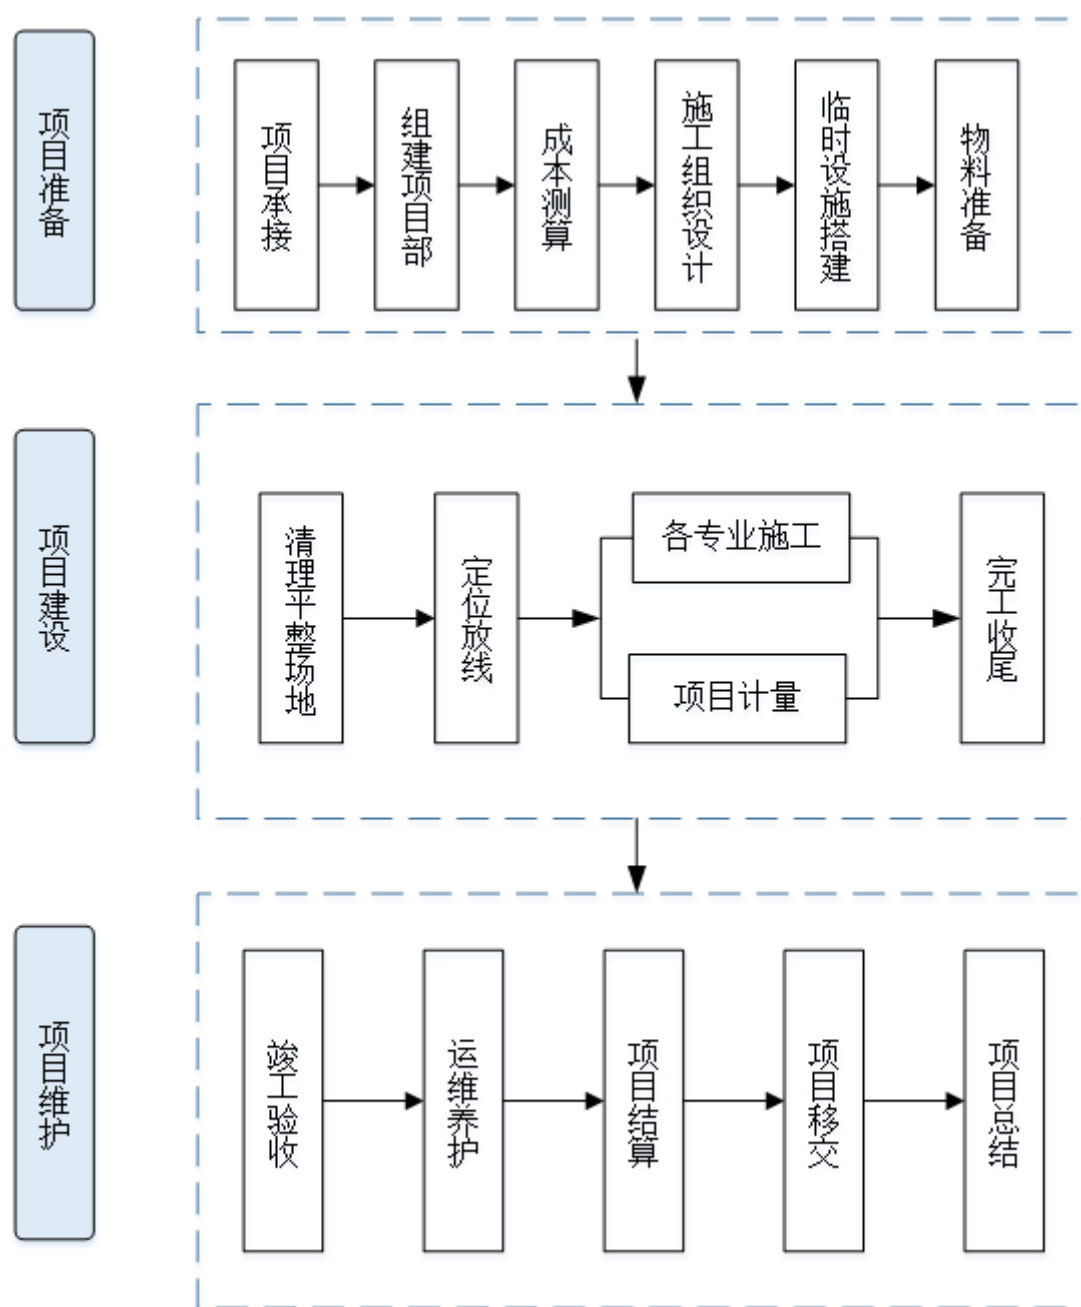 项目准备
项目承接
组建项目部
成本测算
施工组织设计
临时设施搭建
物料准备
项目建设
清理平整场地
定位放线
各专业施工
项目计量
完工收尾
项目维护
竣工验收
运维养护
项目结算
项目移交
项目总结